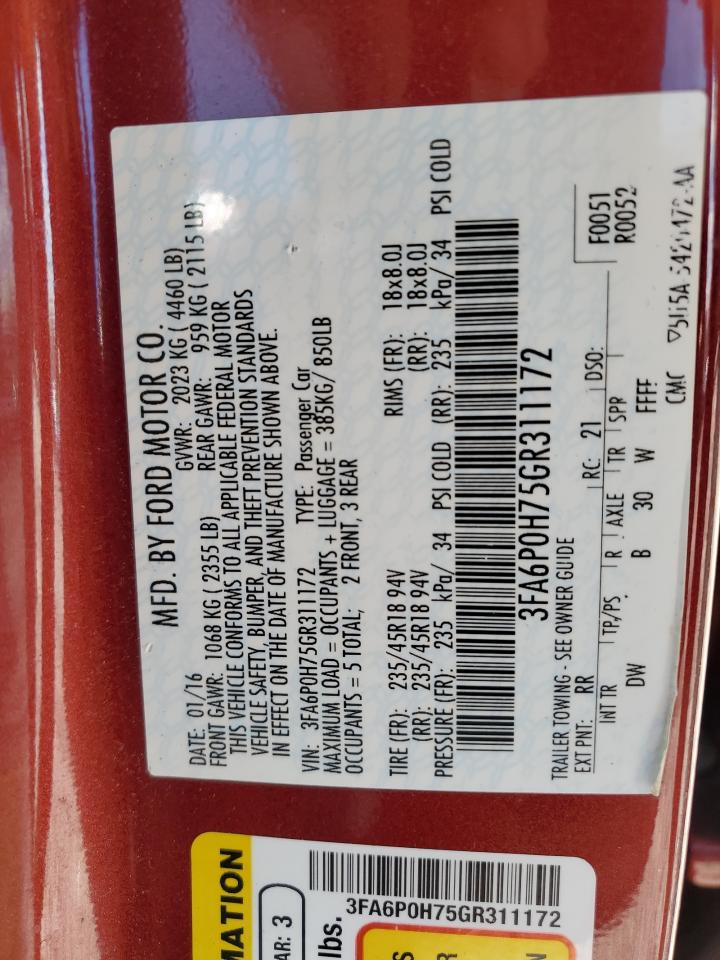 MFD. BY FORD MOTOR CO.
DATE: 01/16 GVWR: 2023 KG ( 4460 LB)
FRONT GAWR: 1068 KG ( 2355 LB) REAR GAWR: 959 KG ( 2115 LB)
THIS VEHICLE CONFORMS TO ALL APPLICABLE FEDERAL MOTOR
VEHICLE SAFETY, BUMPER, AND THEFT PREVENTION STANDARDS
IN EFFECT ON THE DATE OF MANUFACTURE SHOWN ABOVE.
VIN: 3FA6P0H75GR311172 TYPE: Passenger Car
MAXIMUM LOAD = OCCUPANTS + LUGGAGE = 385KG/ 850LB
OCCUPANTS = 5 TOTAL; 2 FRONT, 3 REAR
TIRE (FR): 235/45R18 94V RIMS (FR): 18x8.0J
(RR): 235/45R18 94V (RR): 18x8.0J
PRESSURE (FR): 235 kPa/ 34 PSI COLD (RR): 235 kPa/ 34 PSI COLD
3FA6P0H75GR311172
TRAILER TOWING - SEE OWNER GUIDE
EXT PNT: RR RC: 21 DSO: F0051
R0052
INT TR TP/PS R AXLE TR SPR
DW B 30 W FFFF
CMC
MATION
AR: 3
lbs.
3FA6P0H75GR311172